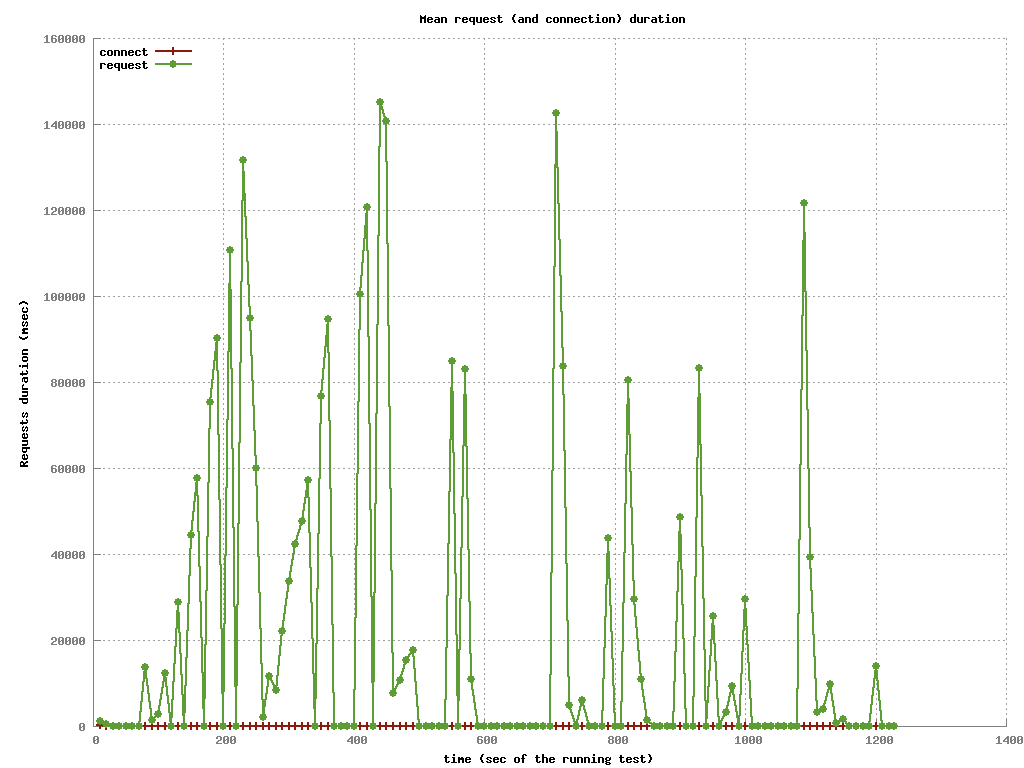 Mean request (and connection) duration
160000
connect
request
140000
120000
100000
80000
60000
40000
20000
0
Requests duration (msec)
0 200 400 600 800 1000 1200 1400
time (sec of the running test)